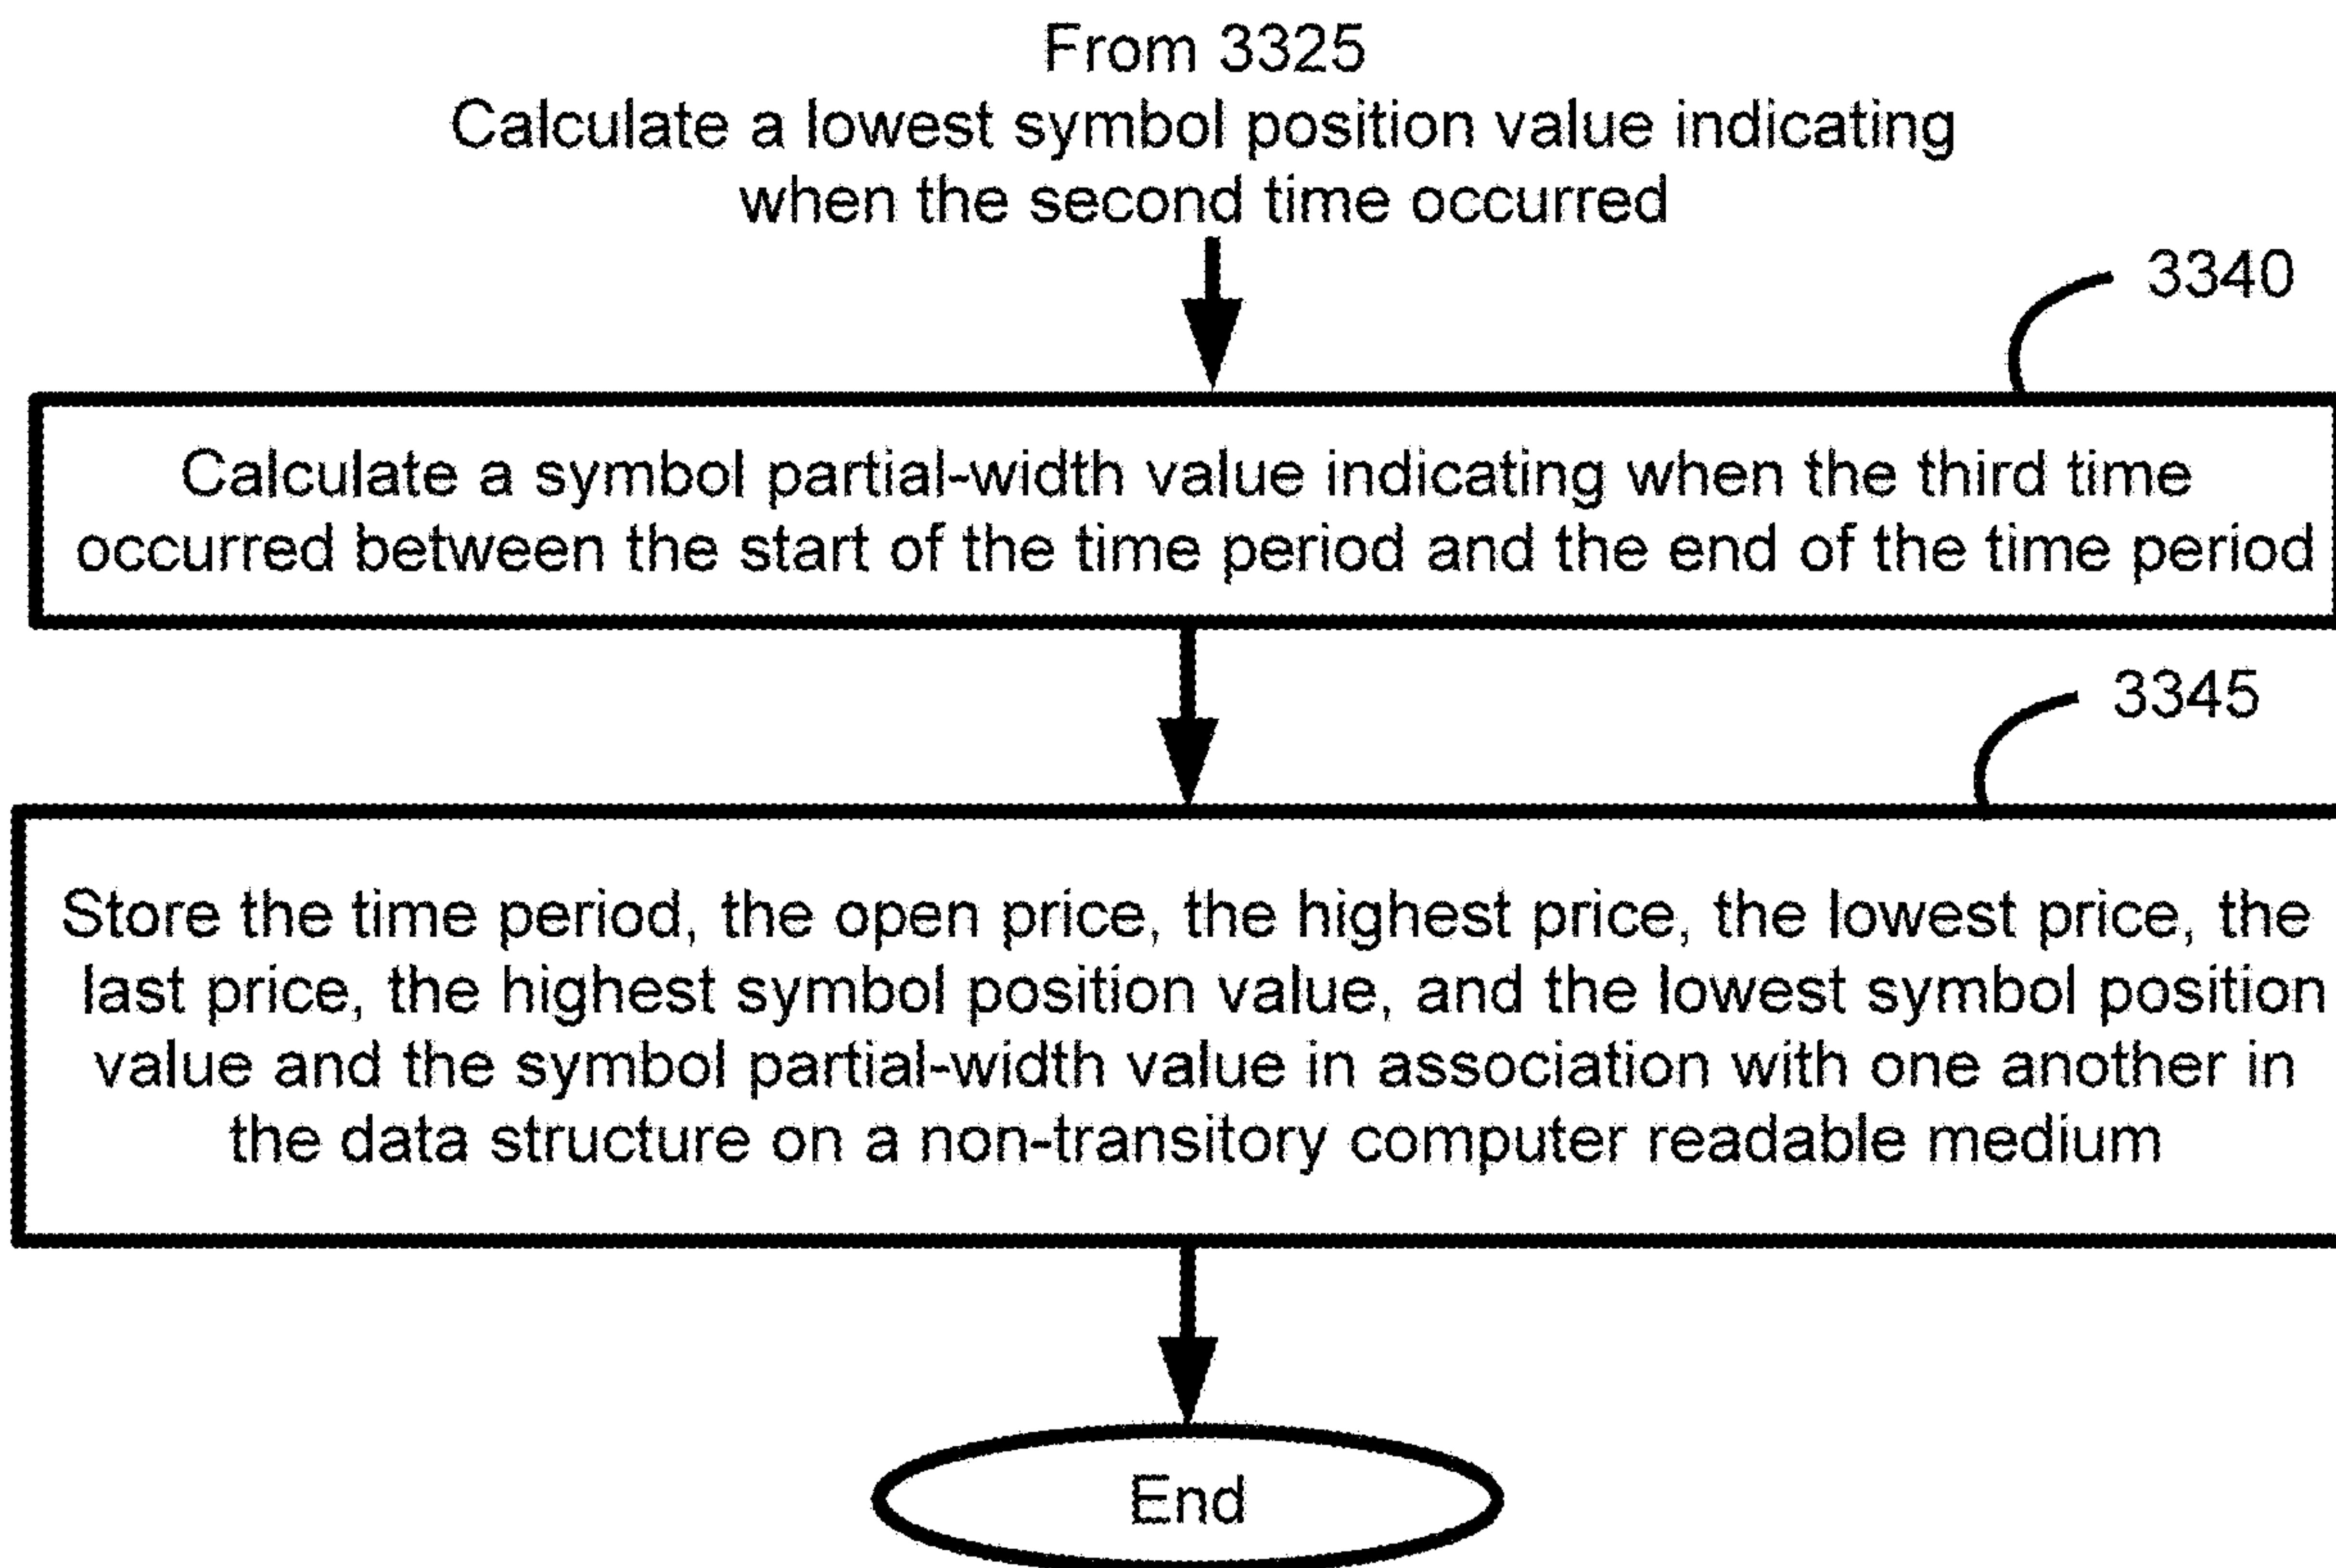 From 3325
Calculate a lowest symbol position value indicating
when the second time occurred
3340
Calculate a symbol partial-width value indicating when the third time
occurred between the start of the time period and the end of the time period
3345
Store the time period, the open price, the highest price, the lowest price, the
last price, the highest symbol position value, and the lowest symbol position
value and the symbol partial-width value in association with one another in
the data structure on a non-transitory computer readable medium
End